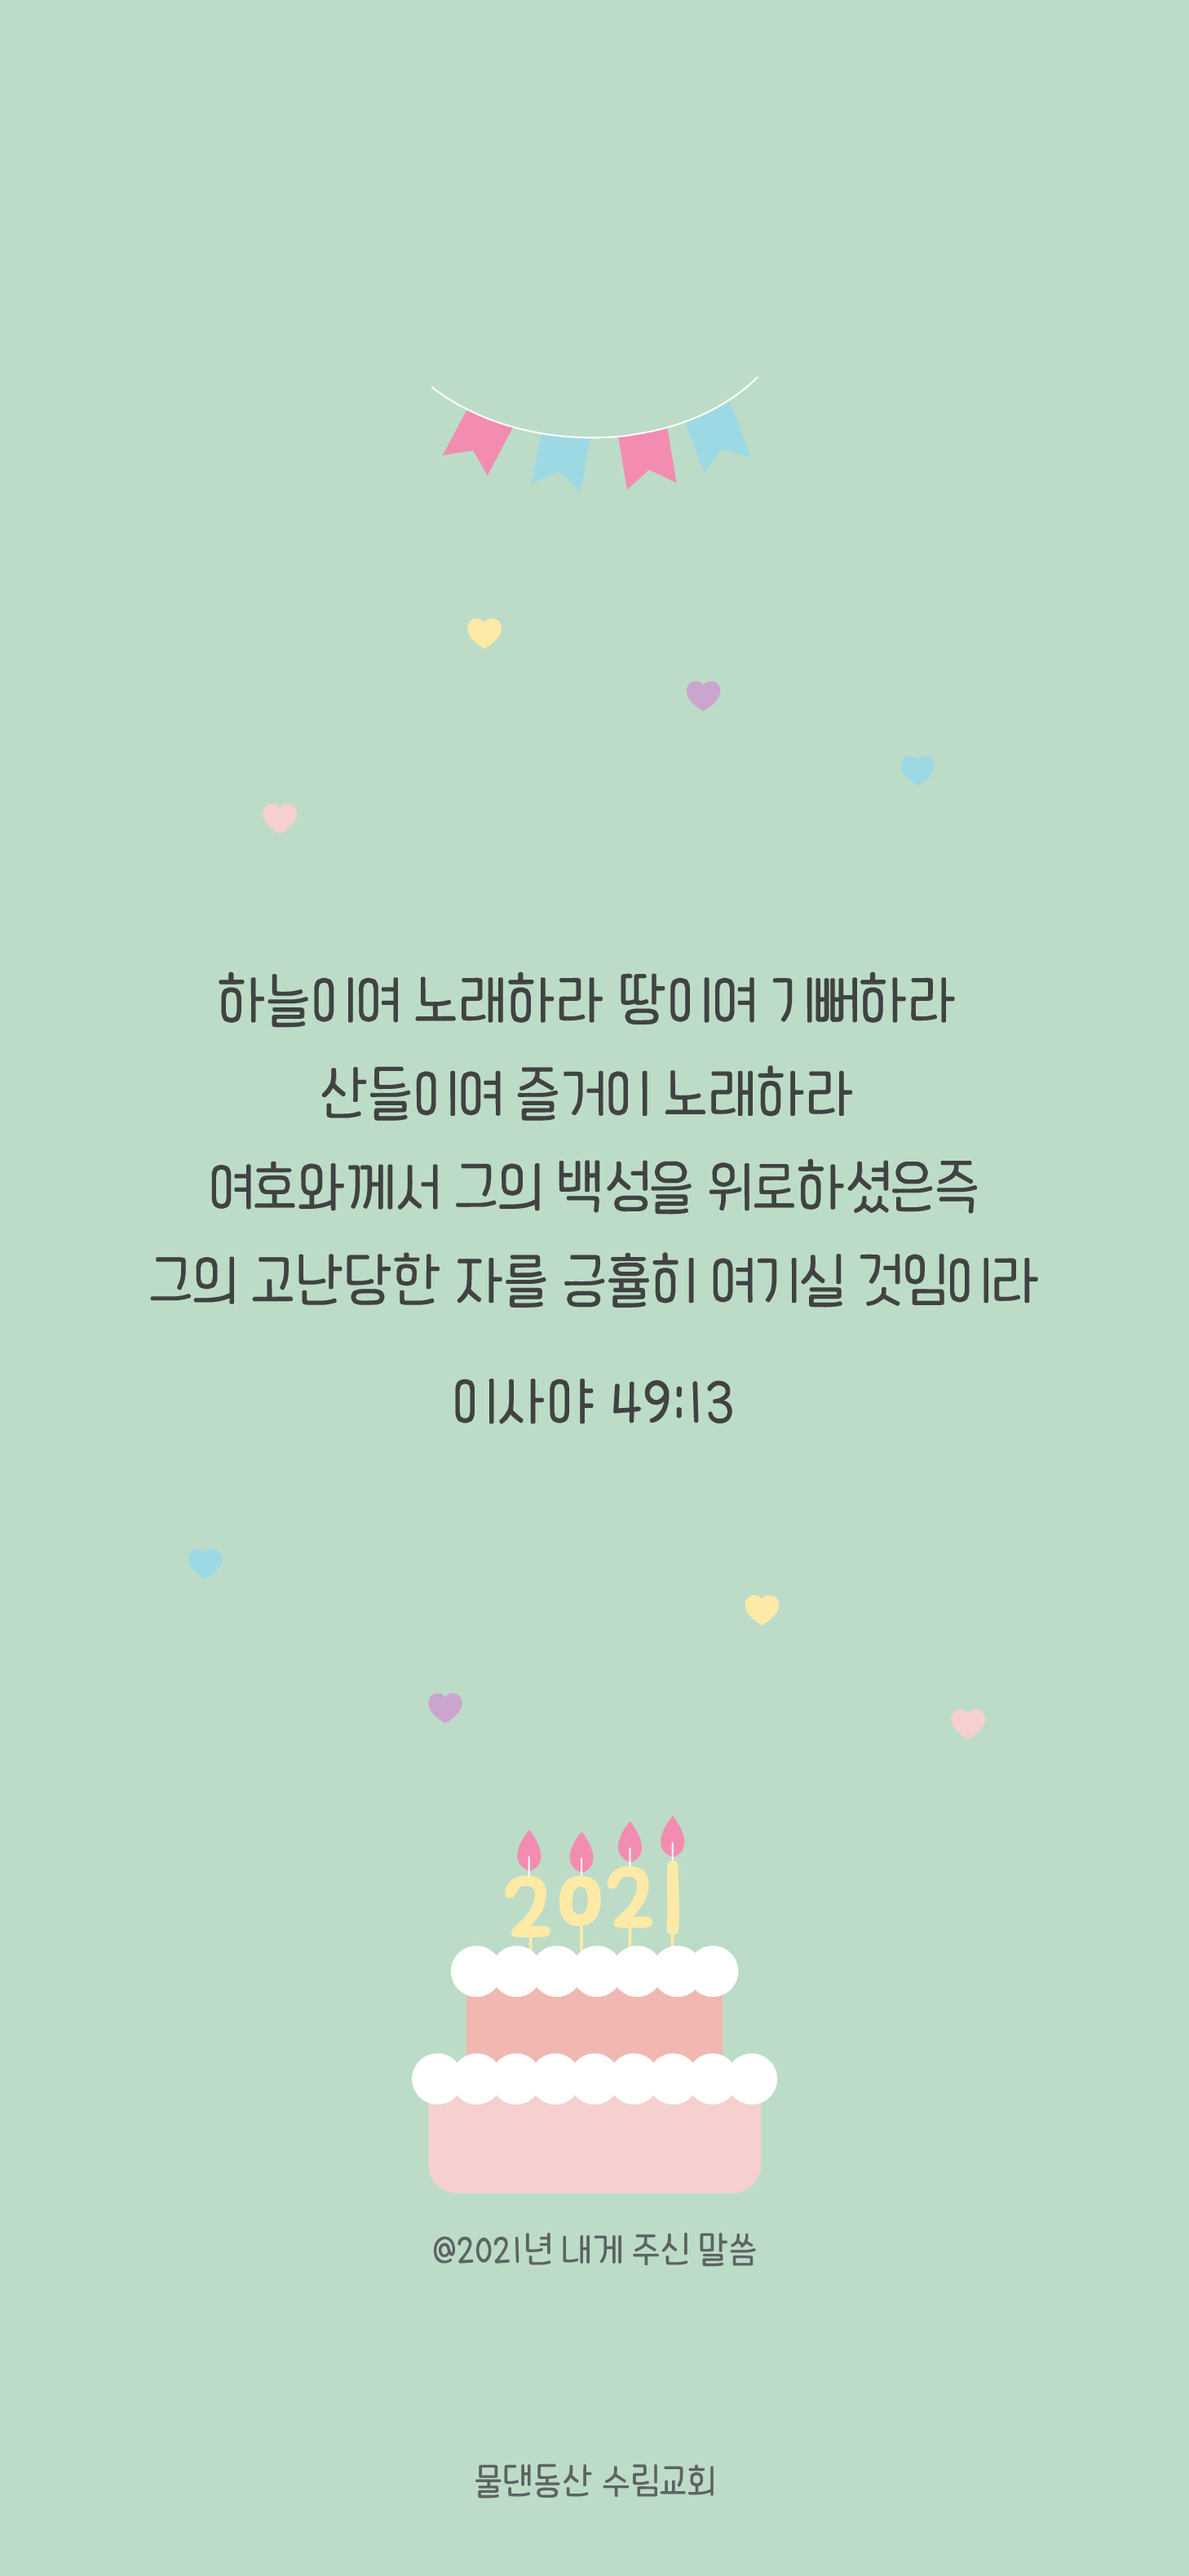 하늘이여 노래하라 땅이여 기뻐하라
산들이여 즐거이 노래하라
여호와께서 그의 백성을 위로하셨은즉
그의 고난당한 자를 긍휼히 여기실 것임이라
이사야 49:13
2021
@2021년 내게 주신 말씀
물댄동산 수림교회